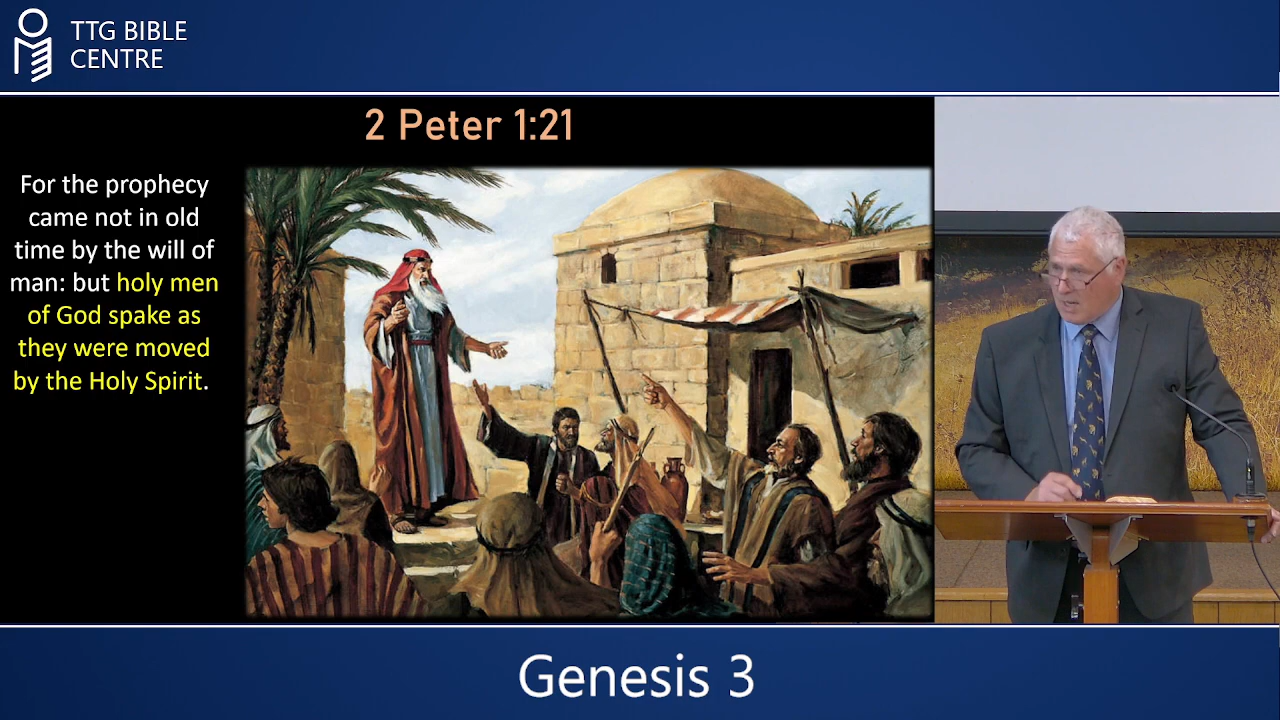 TTG BIBLE
CENTRE
2 Peter 1:21
For the prophecy
came not in old
time by the will of
man: but holy men
of God spake as
they were moved
by the Holy Spirit.
Genesis 3